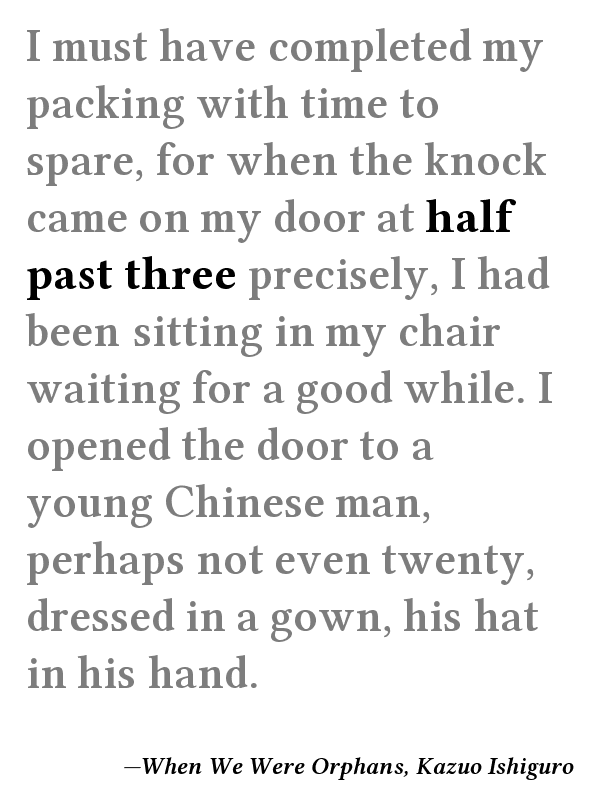 I must have completed my
packing with time to
spare, for when the knock
came on my door at half
past three precisely, I had
been sitting in my chair
waiting for a good while. I
opened the door to a
young Chinese man,
perhaps not even twenty,
dressed in a gown, his hat
in his hand.
—When We Were Orphans, Kazuo Ishiguro